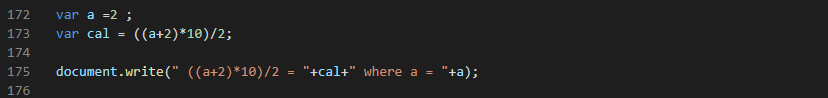 172 var a =2 ;
173 var cal = ((a+2)*10)/2;
174
175 document.write(" ((a+2)*10)/2 = "+cal+" where a = "+a);
176